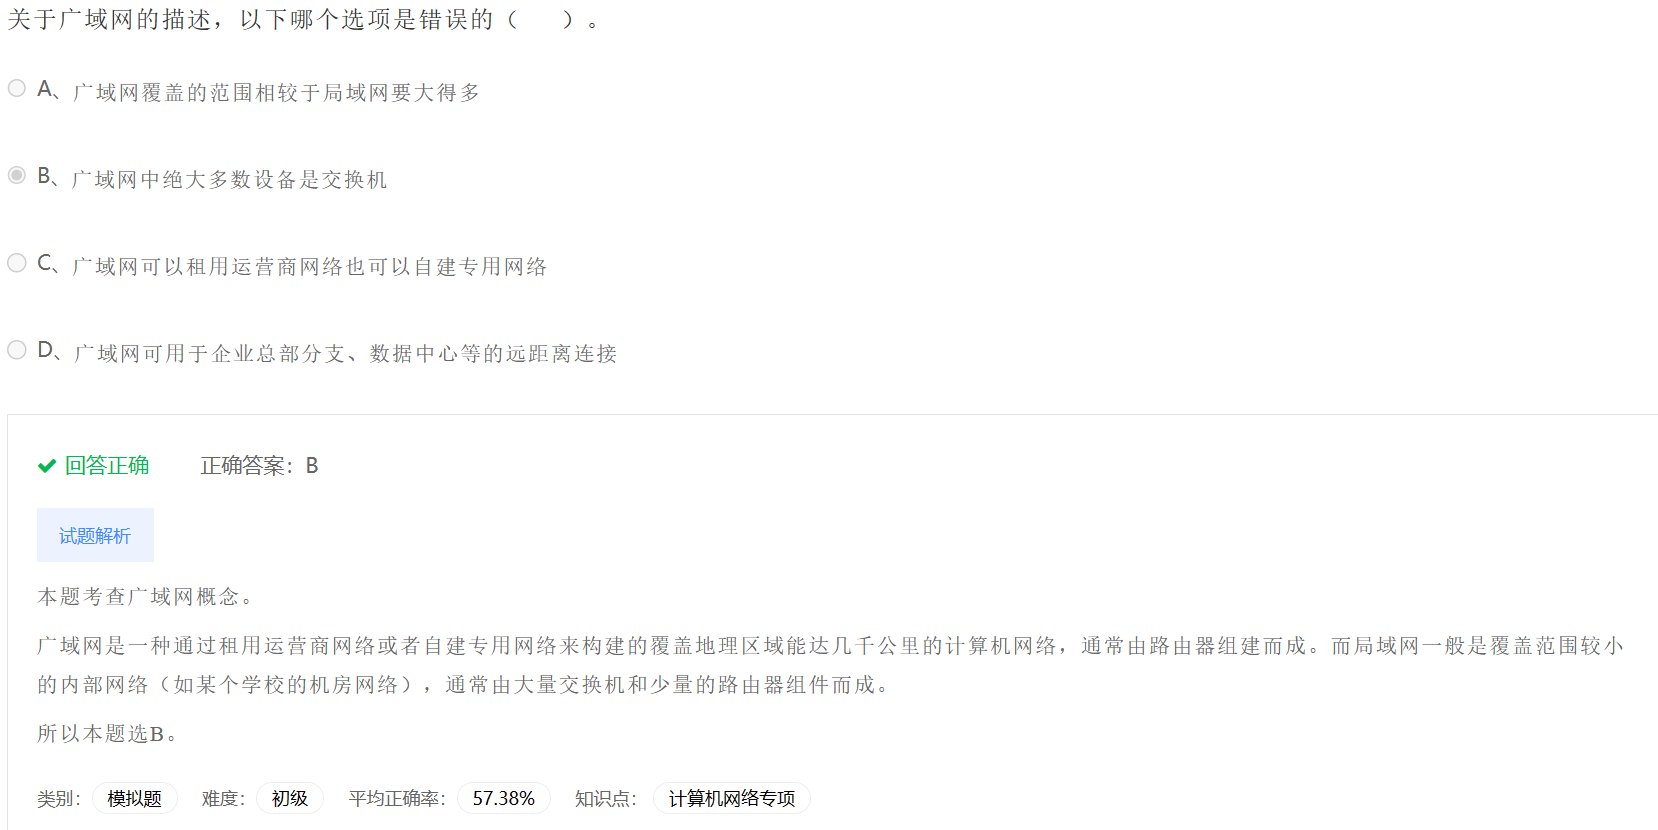 关于广域网的描述，以下哪个选项是错误的（　　）。
A、广域网覆盖的范围相较于局域网要大得多
B、广域网中绝大多数设备是交换机
C、广域网可以租用运营商网络也可以自建专用网络
D、广域网可用于企业总部分支、数据中心等的远距离连接
回答正确 正确答案：B
试题解析
本题考查广域网概念。
广域网是一种通过租用运营商网络或者自建专用网络来构建的覆盖地理区域能达几千公里的计算机网络，通常由路由器组建而成。而局域网一般是覆盖范围较小
的内部网络（如某个学校的机房网络），通常由大量交换机和少量的路由器组件而成。
所以本题选B。
类别： 模拟题 难度： 初级 平均正确率： 57.38% 知识点： 计算机网络专项